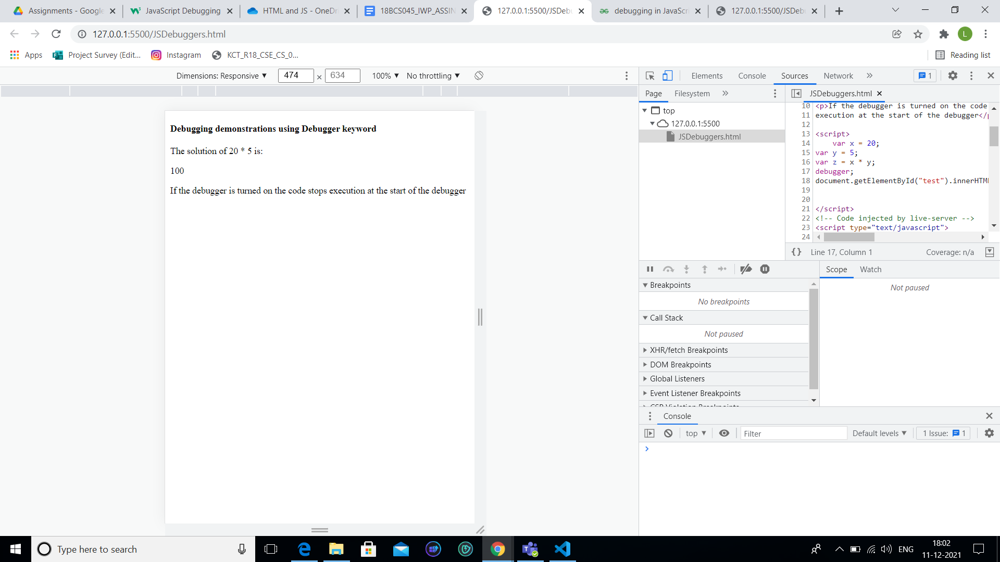 Assignments - Google
JavaScript Debugging
HTML and JS - OneDr
18BCS045_IWP_ASSIN
127.0.0.1:5500/JSDeb
debugging in JavaScri
127.0.0.1:5500/JSDeb
127.0.0.1:5500/JSDebuggers.html
L
Apps
Project Survey (Edit...
Instagram
KCT_R18_CSE_CS_0...
Reading list
Dimensions: Responsive ▼
474 × 634
100% ▼
No throttling ▼
Elements
Console
Sources
Network
»
1
Page
Filesystem
»
JSDebuggers.html
top
127.0.0.1:5500
JSDebuggers.html
10 <p>If the debugger is turned on the code
11 execution at the start of the debugger</p
12
13 <script>
14 var x = 20;
15 var y = 5;
16 var z = x * y;
17 debugger;
18 document.getElementById("test").innerHTM
19
20
21 </script>
22 <!-- Code injected by live-server -->
23 <script type="text/javascript">
24
{} Line 17, Column 1
Coverage: n/a
Debugging demonstrations using Debugger keyword
The solution of 20 * 5 is:
100
If the debugger is turned on the code stops execution at the start of the debugger
Scope
Watch
Not paused
Breakpoints
No breakpoints
Call Stack
Not paused
XHR/fetch Breakpoints
DOM Breakpoints
Global Listeners
Event Listener Breakpoints
CSP Violation Breakpoints
Console
top ▼
Filter
Default levels ▼
1 Issue: 1
Type here to search
ENG
18:02
11-12-2021